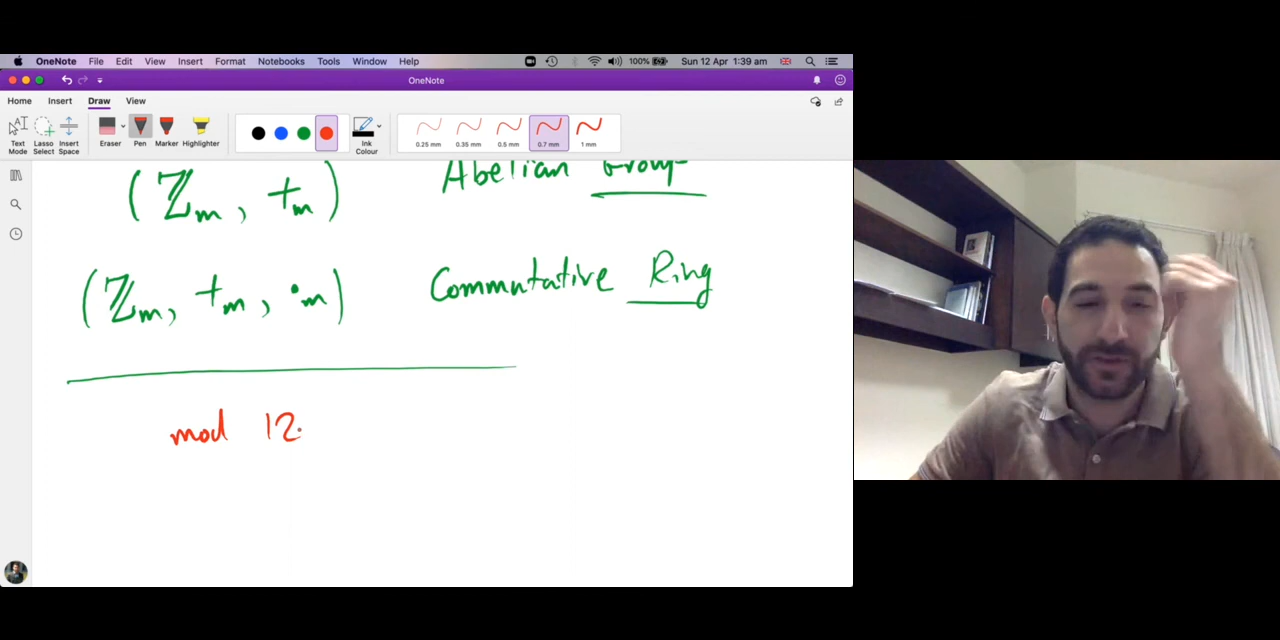 OneNote File Edit View Insert Format Notebooks Tools Window Help 100% Sun 12 Apr 1:39 am
OneNote
Home Insert Draw View
Text Mode Lasso Select Insert Space Eraser Pen Marker Highlighter Ink Colour 0.25 mm 0.35 mm 0.5 mm 0.7 mm 1 mm
(ℤₘ, +ₘ) Abelian Group
(ℤₘ, +ₘ, ·ₘ) Commutative Ring
mod 12